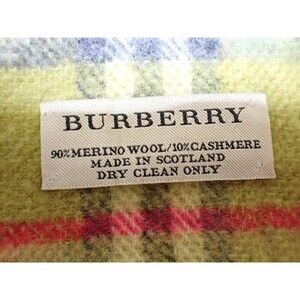 BURBERRY
90% MERINO WOOL/10% CASHMERE
MADE IN SCOTLAND
DRY CLEAN ONLY